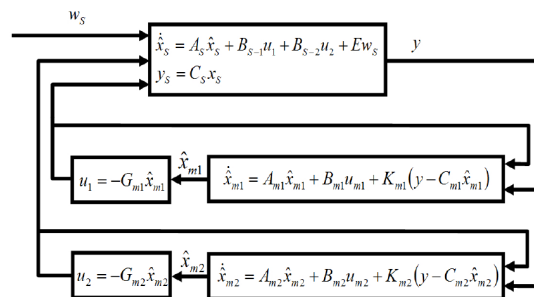 w_S
\dot{\hat{x}}_S = A_S \hat{x}_S + B_{S-1} u_1 + B_{S-2} u_2 + E w_S
y
y_S = C_S x_S
u_1 = -G_{m1} \hat{x}_{m1}
\hat{x}_{m1}
\dot{\hat{x}}_{m1} = A_{m1} \hat{x}_{m1} + B_{m1} u_{m1} + K_{m1} (y - C_{m1} \hat{x}_{m1})
u_2 = -G_{m2} \hat{x}_{m2}
\hat{x}_{m2}
\dot{\hat{x}}_{m2} = A_{m2} \hat{x}_{m2} + B_{m2} u_{m2} + K_{m2} (y - C_{m2} \hat{x}_{m2})